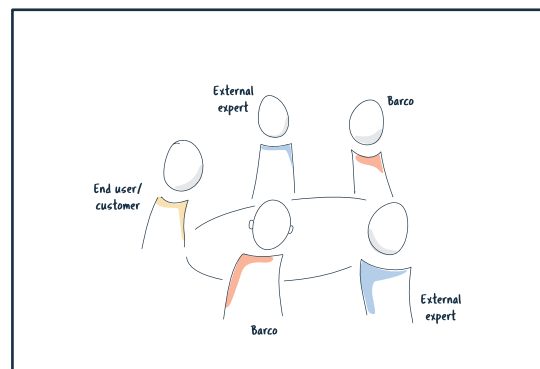 External
expert
Barco
End user/
customer
Barco
External
expert